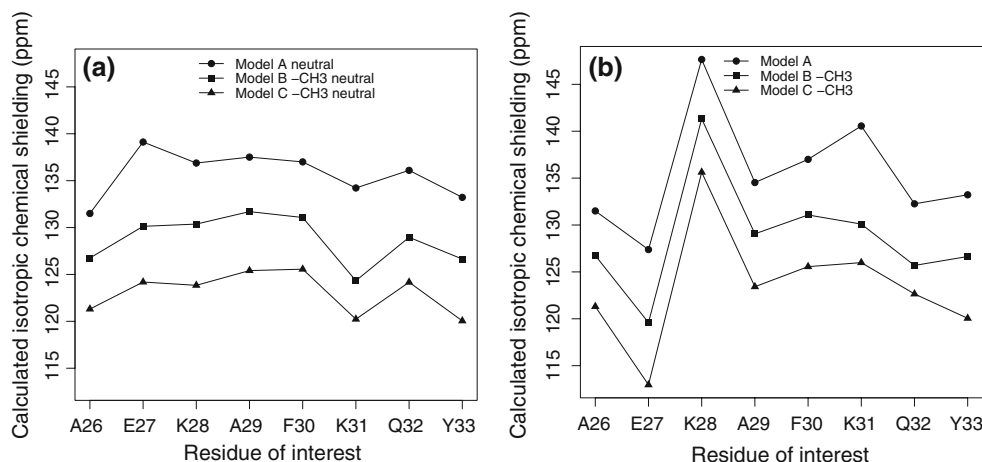 (a)
Model A neutral
Model B −CH3 neutral
Model C −CH3 neutral
Calculated isotropic chemical shielding (ppm)
145
140
135
130
125
120
115
A26 E27 K28 A29 F30 K31 Q32 Y33
Residue of interest
(b)
Model A
Model B −CH3
Model C −CH3
Calculated isotropic chemical shielding (ppm)
145
140
135
130
125
120
115
A26 E27 K28 A29 F30 K31 Q32 Y33
Residue of interest